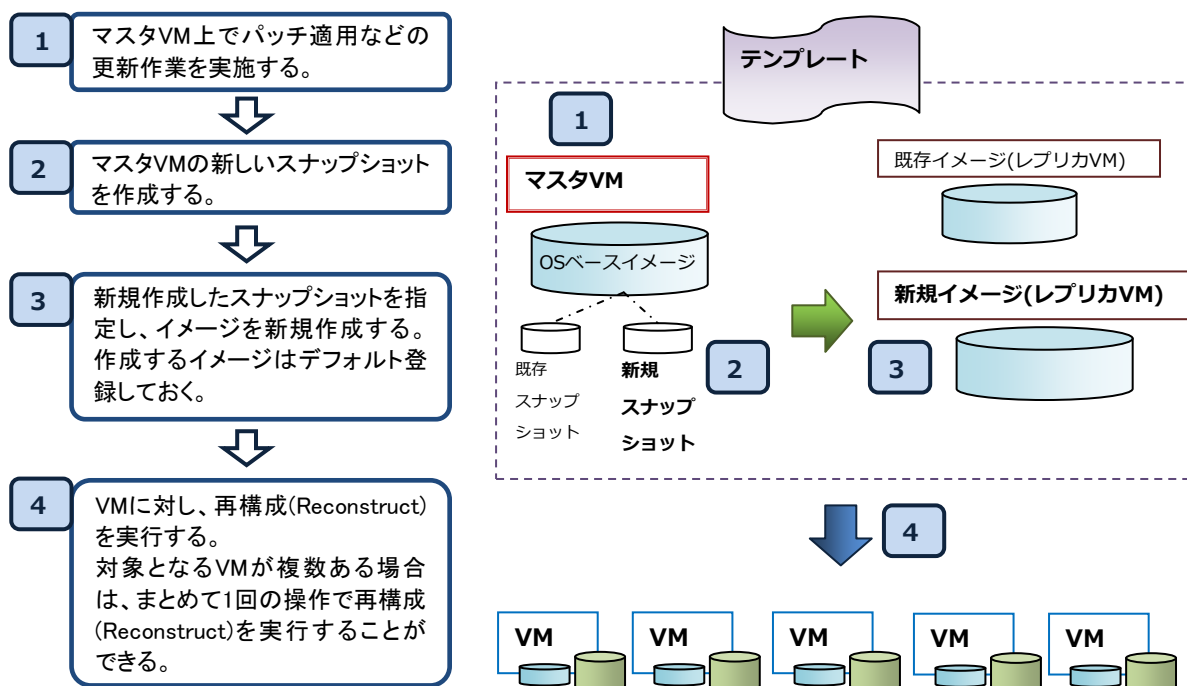 1
マスタVM上でパッチ適用などの
更新作業を実施する。
2
マスタVMの新しいスナップショット
を作成する。
3
新規作成したスナップショットを指
定し、イメージを新規作成する。
作成するイメージはデフォルト登
録しておく。
4
VMに対し、再構成(Reconstruct)
を実行する。
対象となるVMが複数ある場合
は、まとめて1回の操作で再構成
(Reconstruct)を実行することが
できる。
テンプレート
1
マスタVM
OSベースイメージ
既存
スナップ
ショット
新規
スナップ
ショット
2
既存イメージ(レプリカVM)
新規イメージ(レプリカVM)
3
4
VM
VM
VM
VM
VM